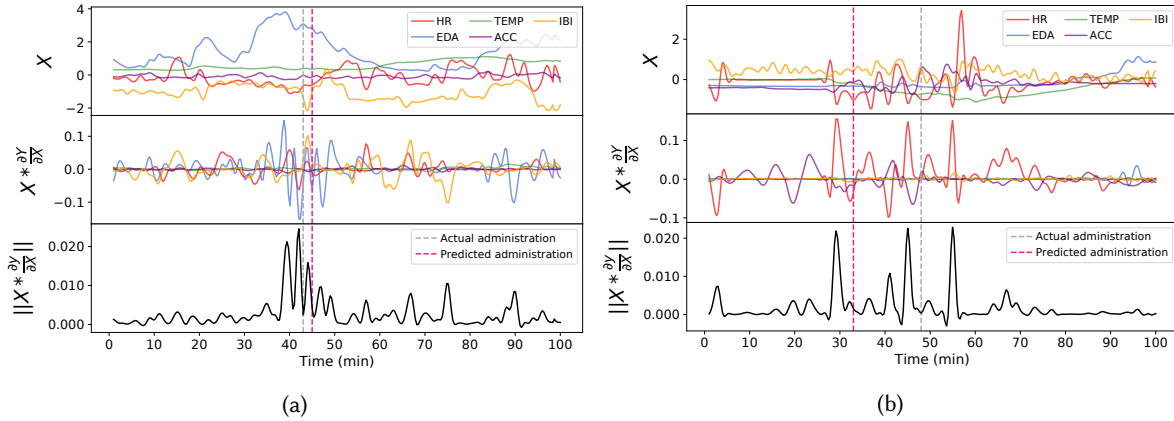 4
2
0
−2
X
HR
TEMP
IBI
EDA
ACC
0.1
0.0
−0.1
X * ∂Y/∂X
0.020
0.010
0.000
||X * ∂y/∂X||
Actual administration
Predicted administration
0 10 20 30 40 50 60 70 80 90 100
Time (min)
(a)
2
0
X
HR
TEMP
IBI
EDA
ACC
0.1
0.0
−0.1
X * ∂Y/∂X
0.020
0.010
0.000
||X * ∂y/∂X||
Actual administration
Predicted administration
0 10 20 30 40 50 60 70 80 90 100
Time (min)
(b)